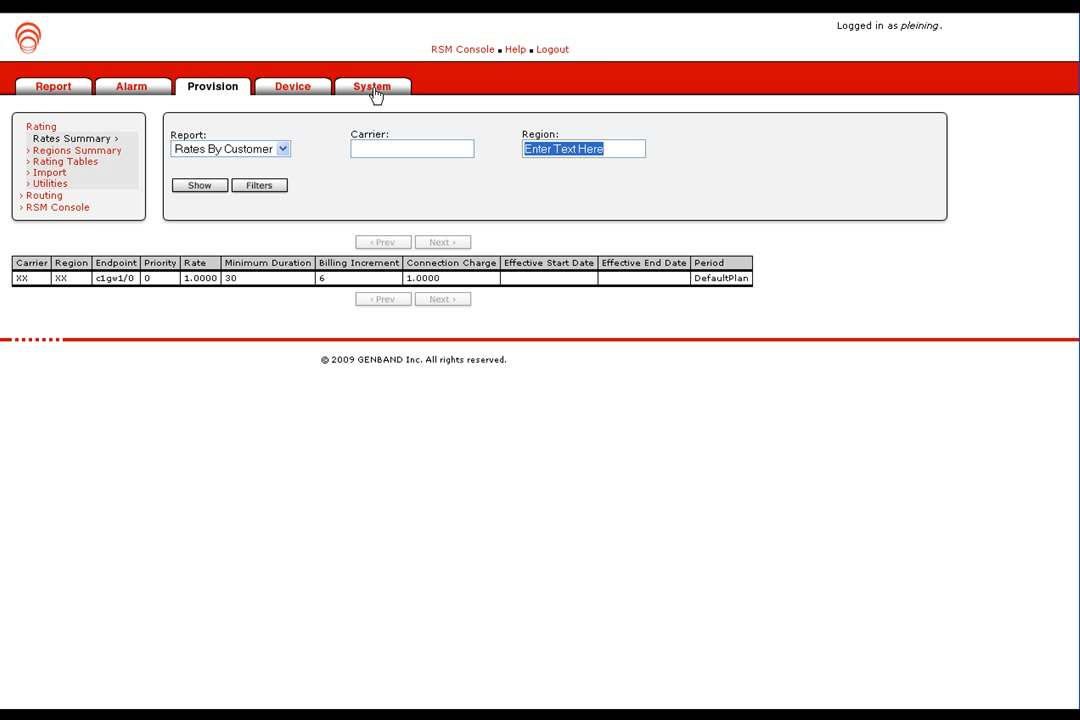 Logged in as pleining.
RSM Console ▪ Help ▪ Logout
Report Alarm Provision Device System
Rating
Rates Summary ›
› Regions Summary
› Rating Tables
› Import
› Utilities
› Routing
› RSM Console
Report: Carrier: Region:
Rates By Customer Enter Text Here
Show Filters
‹ Prev Next ›
Carrier Region Endpoint Priority Rate Minimum Duration Billing Increment Connection Charge Effective Start Date Effective End Date Period
XX XX c1gw1/0 0 1.0000 30 6 1.0000 DefaultPlan
‹ Prev Next ›
© 2009 GENBAND Inc. All rights reserved.